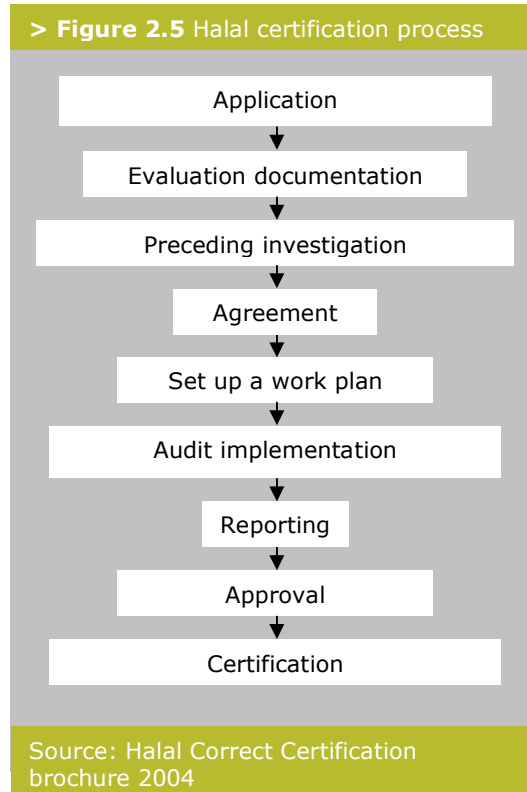 > Figure 2.5 Halal certification process
Application
Evaluation documentation
Preceding investigation
Agreement
Set up a work plan
Audit implementation
Reporting
Approval
Certification
Source: Halal Correct Certification
brochure 2004